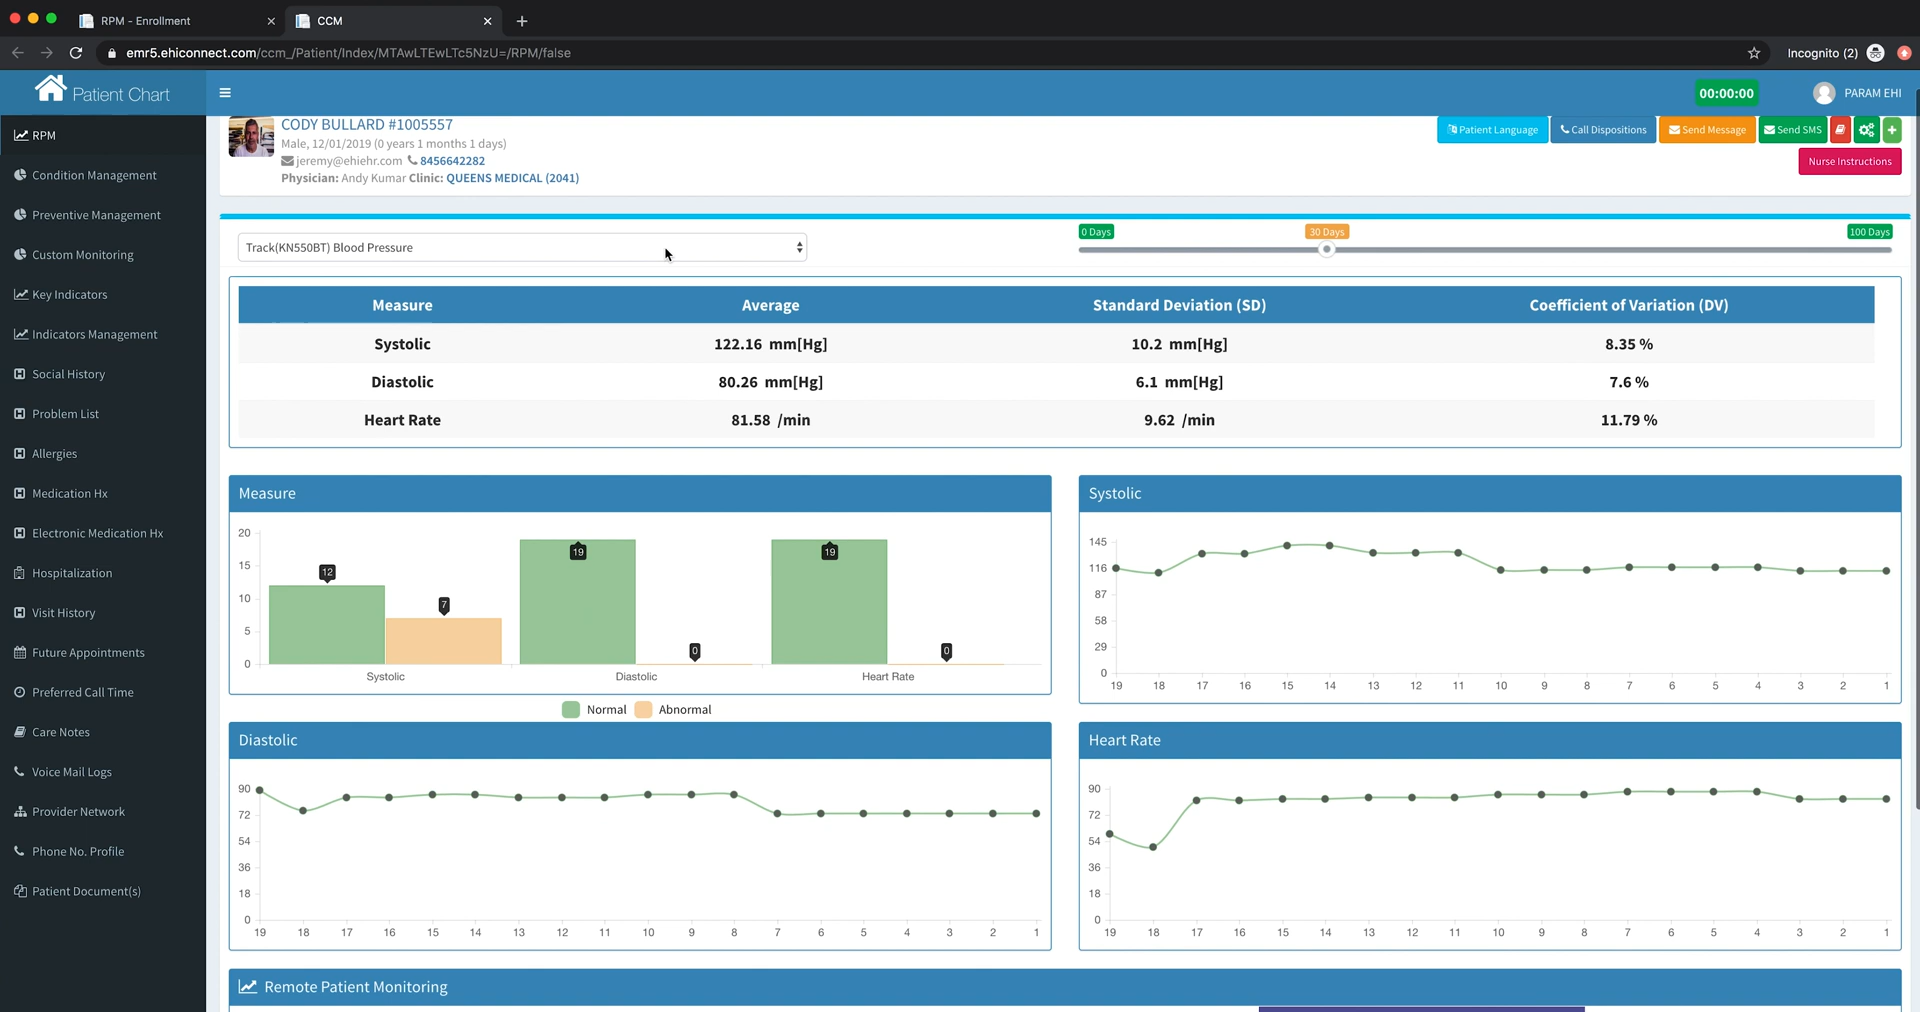 RPM - Enrollment
CCM
emr5.ehiconnect.com/ccm_/Patient/Index/MTAwLTEwLTc5NzU=/RPM/false
Incognito (2)
Patient Chart
00:00:00
PARAM EHI
RPM
Condition Management
Preventive Management
Custom Monitoring
Key Indicators
Indicators Management
Social History
Problem List
Allergies
Medication Hx
Electronic Medication Hx
Hospitalization
Visit History
Future Appointments
Preferred Call Time
Care Notes
Voice Mail Logs
Provider Network
Phone No. Profile
Patient Document(s)
CODY BULLARD #1005557
Male, 12/01/2019 (0 years 1 months 1 days)
jeremy@ehiehr.com 8456642282
Physician: Andy Kumar Clinic: QUEENS MEDICAL (2041)
Patient Language
Call Dispositions
Send Message
Send SMS
Nurse Instructions
Track(KN550BT) Blood Pressure
0 Days
30 Days
100 Days
Measure Average Standard Deviation (SD) Coefficient of Variation (DV)
Systolic 122.16 mm[Hg] 10.2 mm[Hg] 8.35 %
Diastolic 80.26 mm[Hg] 6.1 mm[Hg] 7.6 %
Heart Rate 81.58 /min 9.62 /min 11.79 %
Measure
20
15
10
5
0
12
7
19
0
19
0
Systolic Diastolic Heart Rate
Normal Abnormal
Systolic
145
116
87
58
29
0
19 18 17 16 15 14 13 12 11 10 9 8 7 6 5 4 3 2 1
Diastolic
90
72
54
36
18
0
19 18 17 16 15 14 13 12 11 10 9 8 7 6 5 4 3 2 1
Heart Rate
90
72
54
36
18
0
19 18 17 16 15 14 13 12 11 10 9 8 7 6 5 4 3 2 1
Remote Patient Monitoring